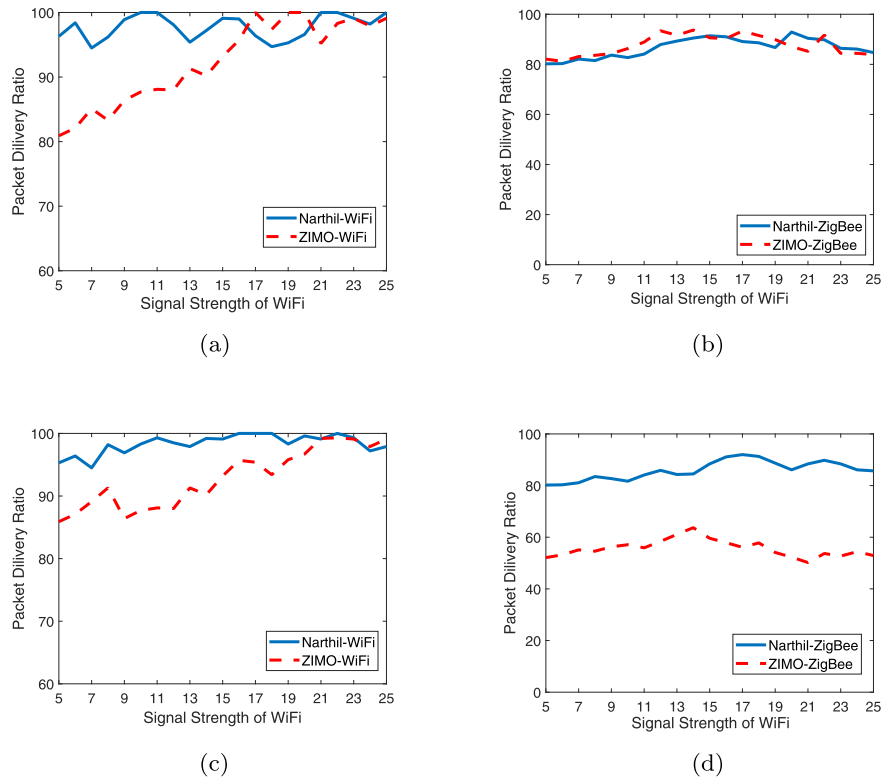 100
90
80
70
60
5 7 9 11 13 15 17 19 21 23 25
Packet Dilivery Ratio
Signal Strength of WiFi
Narthil-WiFi
ZIMO-WiFi
(a)
100
80
60
40
20
0
5 7 9 11 13 15 17 19 21 23 25
Packet Dilivery Ratio
Signal Strength of WiFi
Narthil-ZigBee
ZIMO-ZigBee
(b)
100
90
80
70
60
5 7 9 11 13 15 17 19 21 23 25
Packet Dilivery Ratio
Signal Strength of WiFi
Narthil-WiFi
ZIMO-WiFi
(c)
100
80
60
40
20
0
5 7 9 11 13 15 17 19 21 23 25
Packet Dilivery Ratio
Signal Strength of WiFi
Narthil-ZigBee
ZIMO-ZigBee
(d)